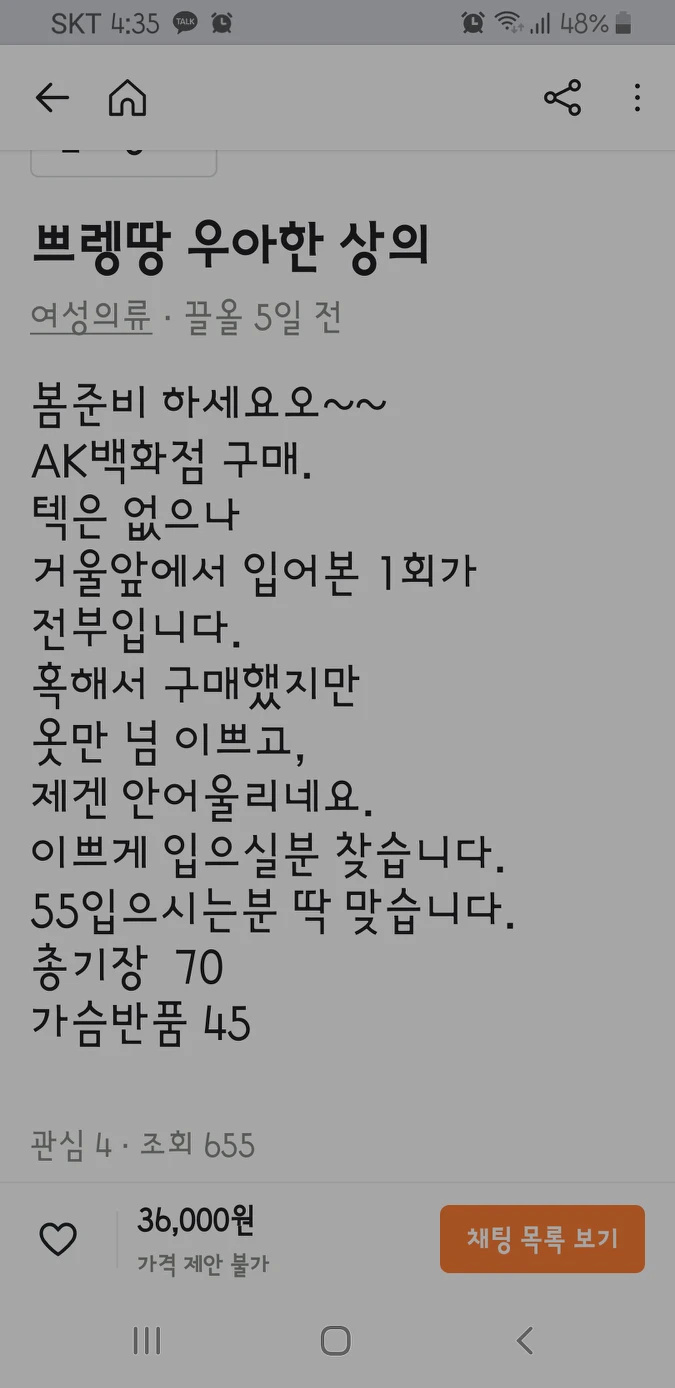 SKT 4:35 TALK 48%
쁘렝땅 우아한 상의
여성의류 · 끌올 5일 전
봄준비 하세요오~~
AK백화점 구매.
텍은 없으나
거울앞에서 입어본 1회가
전부입니다.
혹해서 구매했지만
옷만 넘 이쁘고,
제겐 안어울리네요.
이쁘게 입으실분 찾습니다.
55입으시는분 딱 맞습니다.
총기장  70
가슴반품 45
관심 4 · 조회 655
36,000원
가격 제안 불가
채팅 목록 보기